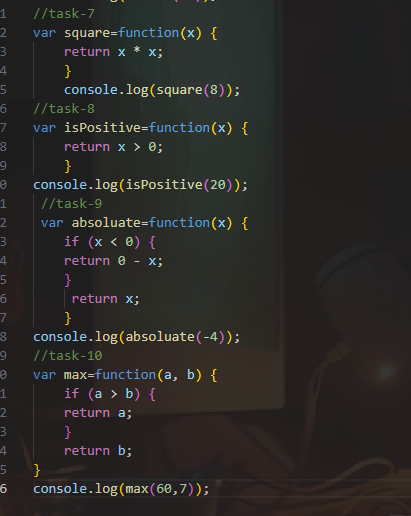 1 //task-7
2 var square=function(x) {
3 return x * x;
4 }
5 console.log(square(8));
6 //task-8
7 var isPositive=function(x) {
8 return x > 0;
9 }
0 console.log(isPositive(20));
1 //task-9
2 var absoluate=function(x) {
3 if (x < 0) {
4 return 0 - x;
5 }
6 return x;
7 }
8 console.log(absoluate(-4));
9 //task-10
0 var max=function(a, b) {
1 if (a > b) {
2 return a;
3 }
4 return b;
5 }
6 console.log(max(60,7));